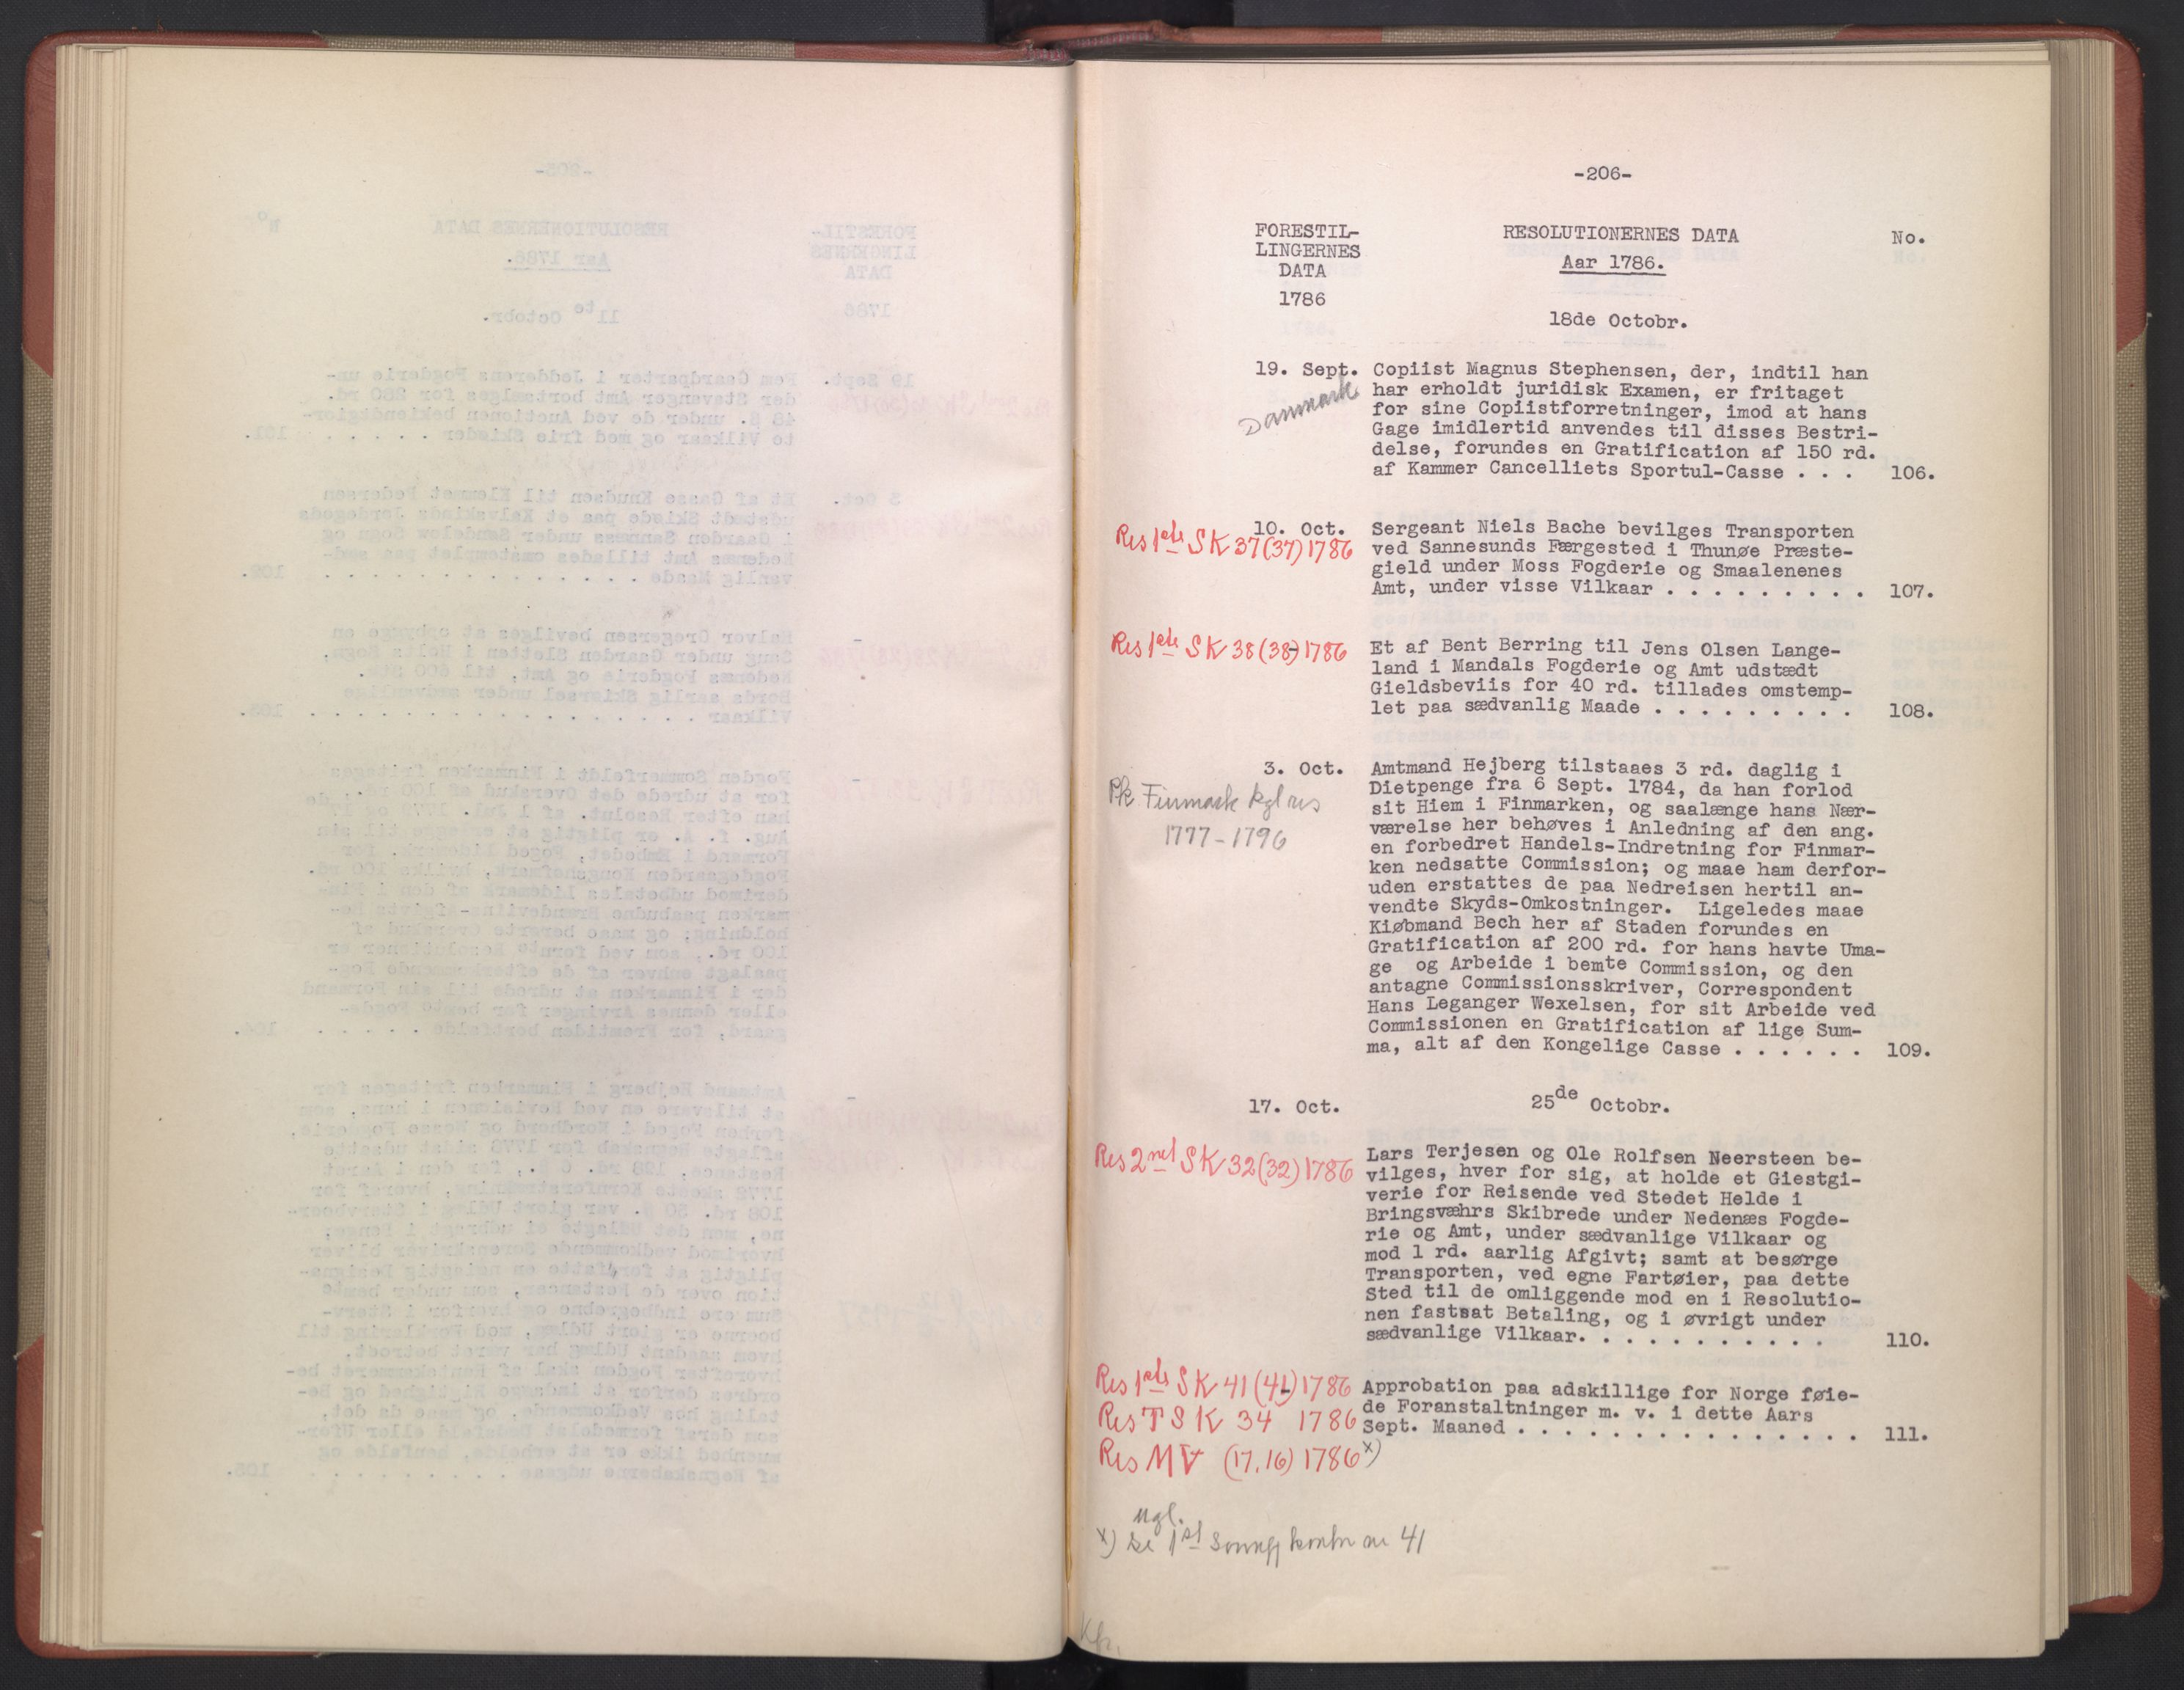 -206-
FORESTIL-
LINGERNES
DATA
1786
RESOLUTIONERNES DATA
Aar 1786.
No.
18de Octobr.
19. Sept. Copiist Magnus Stephensen, der, indtil han
Danmark har erholdt juridisk Examen, er fritaget
for sine Copiistforretninger, imod at hans
Gage imidlertid anvendes til disses Bestri-
delse, forundes en Gratification af 150 rd.
af Kammer Cancelliets Sportul-Casse . . . 106.
10. Oct. Sergeant Niels Bache bevilges Transporten
Res 1ste SK 37(37) 1786 ved Sannesunds Færgested i Thunøe Præste-
gield under Moss Fogderie og Smaalenenes
Amt, under visse Vilkaar . . . . . . . . . 107.
Res 1ste SK 38(38) 1786 Et af Bent Berring til Jens Olsen Lange-
land i Mandals Fogderie og Amt udstædt
Gieldsbeviis for 40 rd. tillades omstemp-
let paa sædvanlig Maade . . . . . . . . . 108.
3. Oct. Amtmand Hejberg tilstaaes 3 rd. daglig i
Pk Finmark kgl res Dietpenge fra 6 Sept. 1784, da han forlod
sit Hiem i Finmarken, og saalænge hans Nær-
1777-1796 værelse her behøves i Anledning af den ang.
en forbedret Handels-Indretning for Finmar-
ken nedsatte Commission; og maae ham derfor-
uden erstattes de paa Nedreisen hertil an-
vendte Skyds-Omkostninger. Ligeledes maae
Kiøbmand Bech her af Staden forundes en
Gratification af 200 rd. for hans havte Uma-
ge og Arbeide i bemte Commission, og den
antagne Commissionsskriver, Correspondent
Hans Leganger Wexelsen, for sit Arbeide ved
Commissionen en Gratification af lige Sum-
ma, alt af den Kongelige Casse . . . . . . 109.
17. Oct. 25de Octobr.
Res 2net SK 32(32) 1786 Lars Terjesen og Ole Rolfsen Neersteen be-
vilges, hver for sig, at holde et Giestgi-
verie for Reisende ved Stedet Helde i
Bringsvæhrs Skibrede under Nedenæs Fogde-
rie og Amt, under sædvanlige Vilkaar og
mod 1 rd. aarlig Afgivt; samt at besørge
Transporten, ved egne Fartøier, paa dette
Sted til de omliggende mod en i Resolutio-
nen fastsat Betaling, og i øvrigt under
sædvanlige Vilkaar. . . . . . . . . . . 110.
Res 1ste SK 41(41) 1786 Approbation paa adskillige for Norge føie-
Res T SK 34 1786 de Foranstaltninger m. v. i dette Aars
Sept. Maaned . . . . . . . . . . . . . . . 111.
Res MV (17,16) 1786 x)
ugl.
x) se 1st kontr nr 41